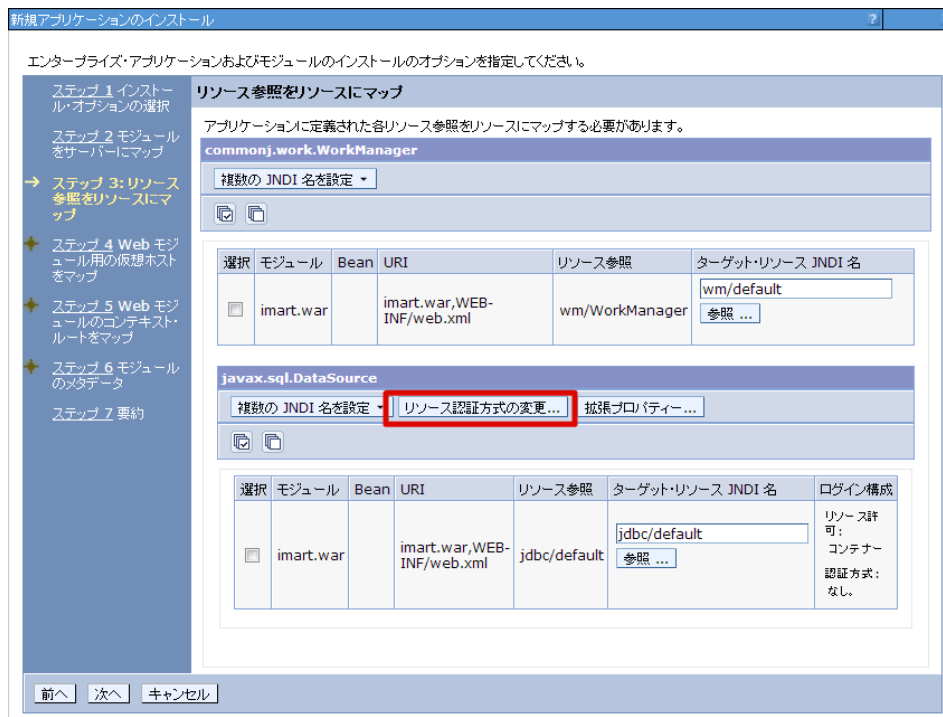 新規アプリケーションのインストール
?
エンタープライズ・アプリケーションおよびモジュールのインストールのオプションを指定してください。
ステップ 1 インストー
ル・オプションの選択
ステップ 2 モジュール
をサーバーにマップ
→ ステップ 3: リソース
参照をリソースにマ
ップ
ステップ 4 Web モジ
ュール用の仮想ホスト
をマップ
ステップ 5 Web モジ
ュールのコンテキスト・
ルートをマップ
ステップ 6 モジュール
のメタデータ
ステップ 7 要約
リソース参照をリソースにマップ
アプリケーションに定義された各リソース参照をリソースにマップする必要があります。
commonj.work.WorkManager
複数の JNDI 名を設定
選択 モジュール Bean URI リソース参照 ターゲット・リソース JNDI 名
imart.war
imart.war,WEB-
INF/web.xml
wm/WorkManager
wm/default
参照 ...
javax.sql.DataSource
複数の JNDI 名を設定 リソース認証方式の変更... 拡張プロパティー...
選択 モジュール Bean URI リソース参照 ターゲット・リソース JNDI 名 ログイン構成
imart.war
imart.war,WEB-
INF/web.xml
jdbc/default
jdbc/default
参照 ...
リソース許
可:
コンテナー
認証方式:
なし。
前へ 次へ キャンセル